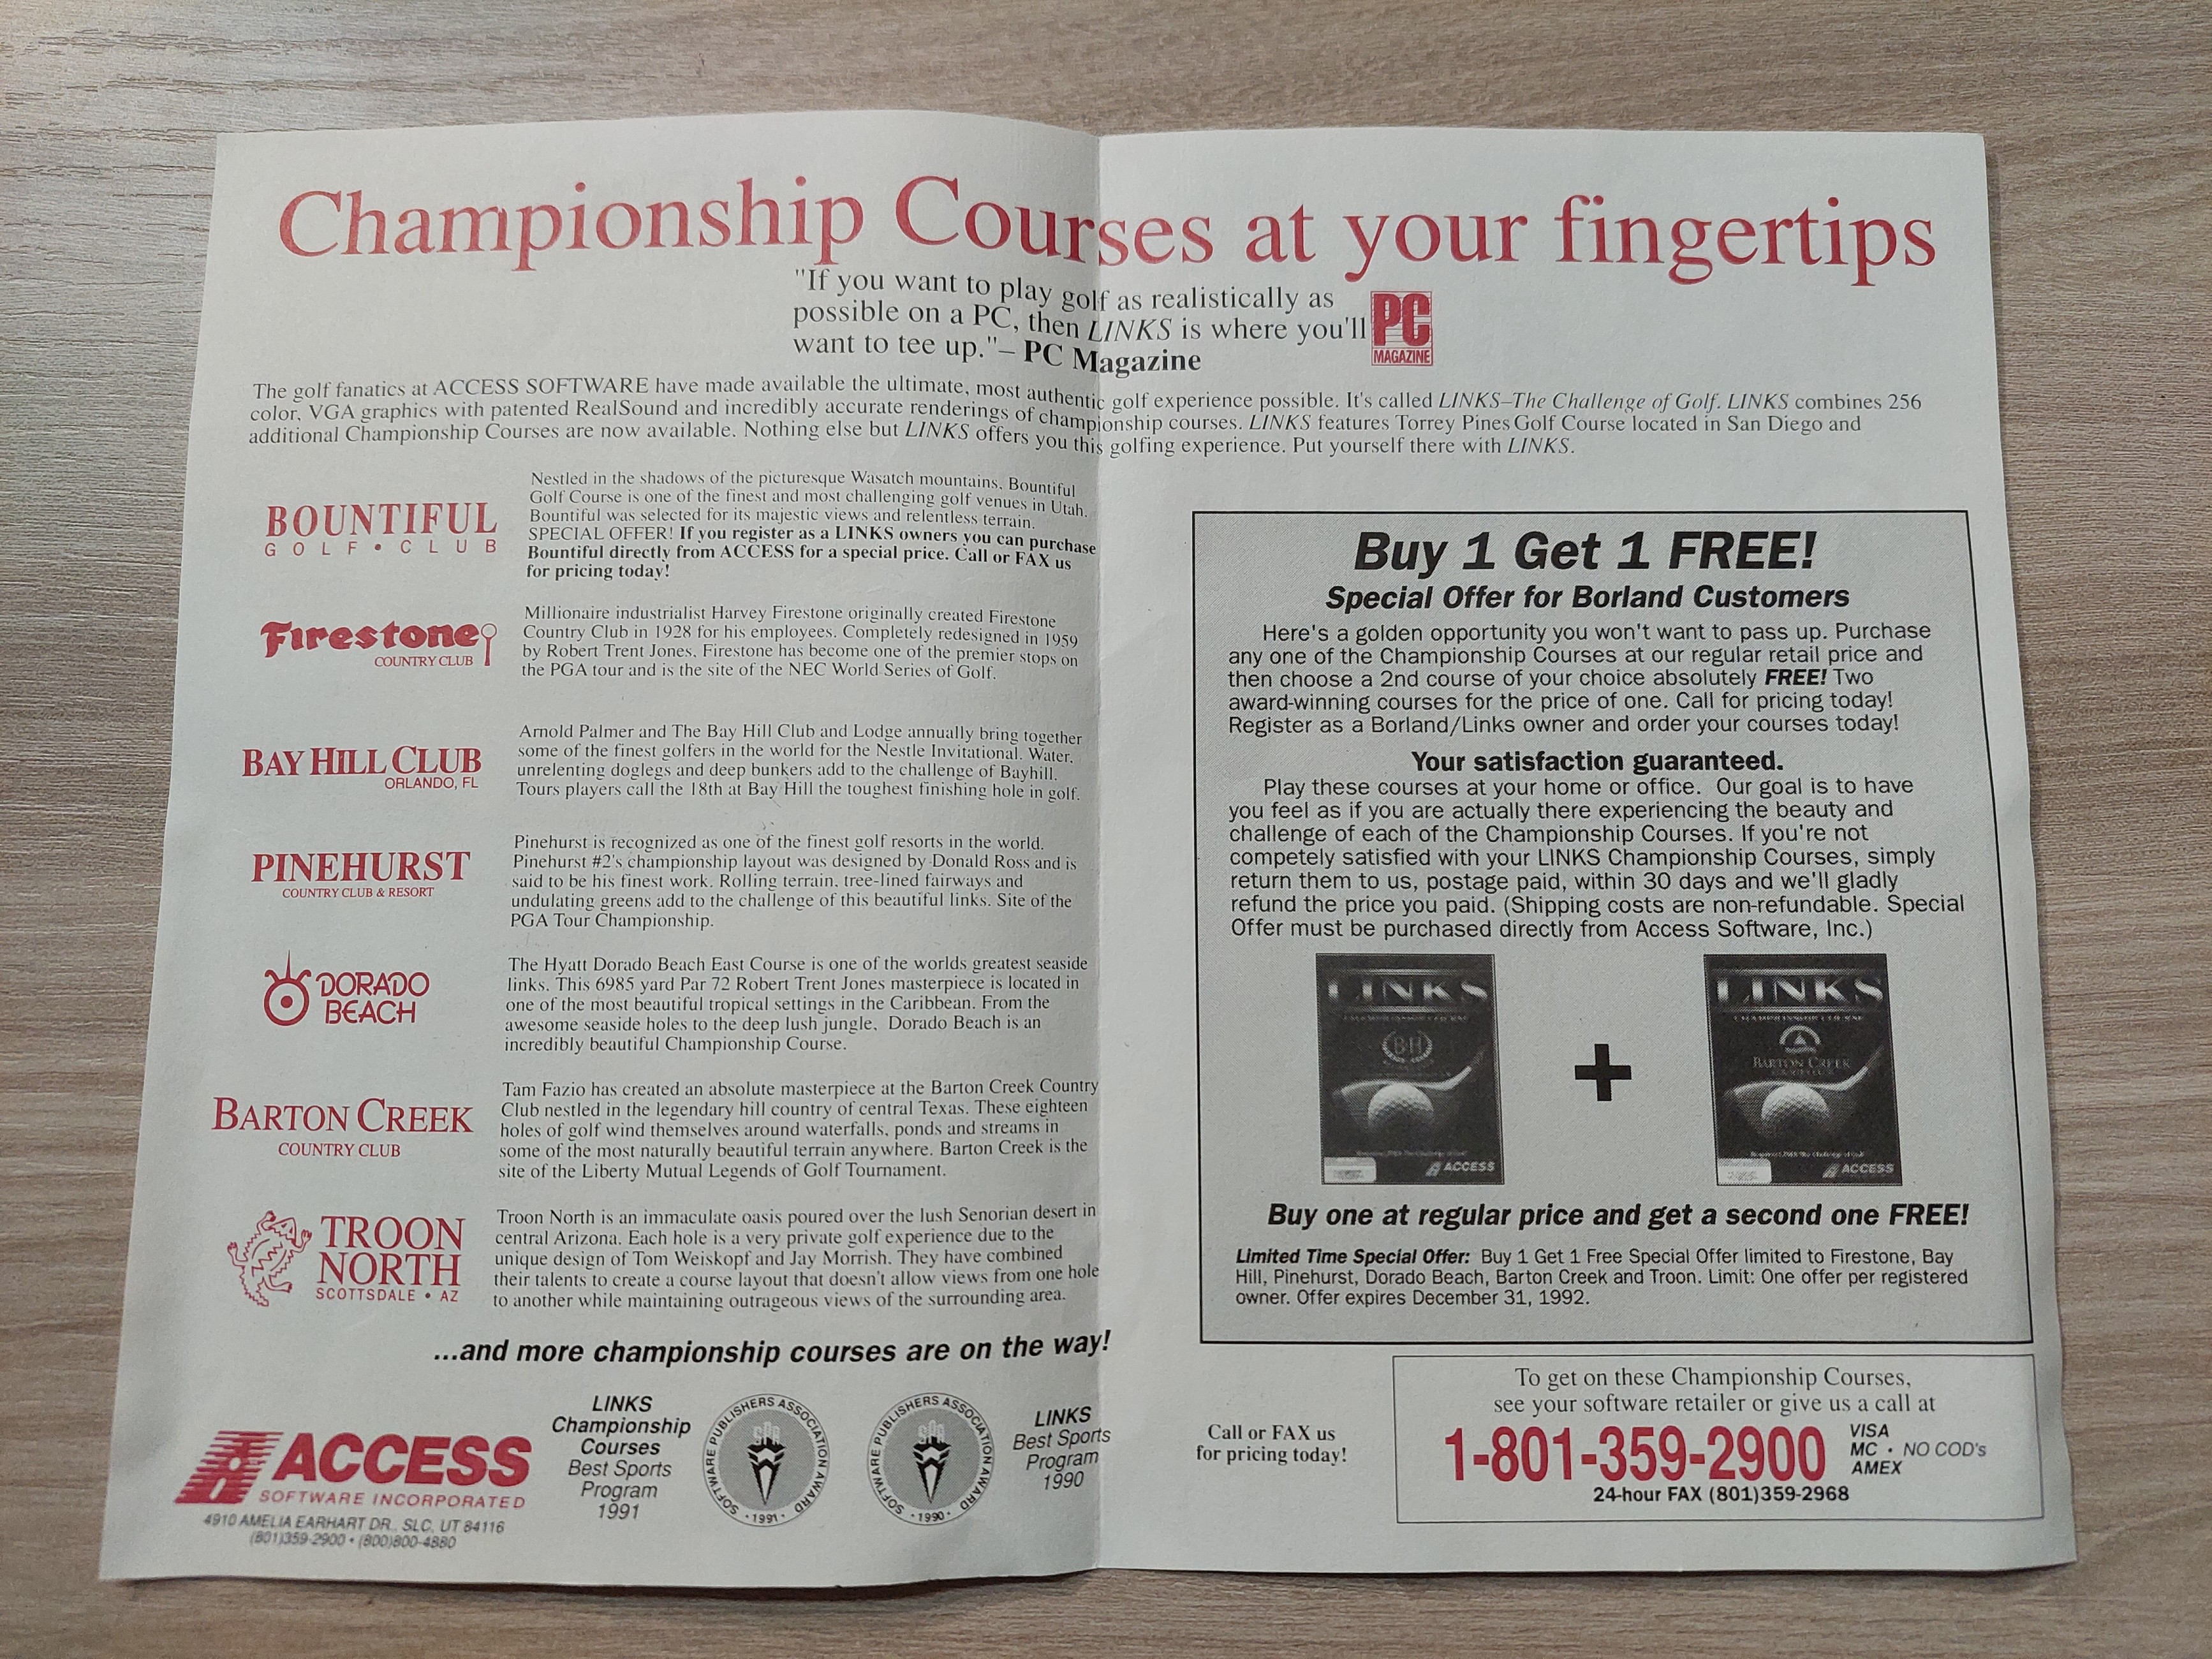 Championship Courses at your fingertips
"If you want to play golf as realistically as
possible on a PC, then LINKS is where you'll
want to tee up."– PC Magazine
PC
MAGAZINE
The golf fanatics at ACCESS SOFTWARE have made available the ultimate, most authentic golf experience possible. It's called LINKS–The Challenge of Golf. LINKS combines 256
color, VGA graphics with patented RealSound and incredibly accurate renderings of championship courses. LINKS features Torrey Pines Golf Course located in San Diego and
additional Championship Courses are now available. Nothing else but LINKS offers you this golfing experience. Put yourself there with LINKS.
BOUNTIFUL
GOLF • CLUB
Nestled in the shadows of the picturesque Wasatch mountains, Bountiful
Golf Course is one of the finest and most challenging golf venues in Utah.
Bountiful was selected for its majestic views and relentless terrain.
SPECIAL OFFER! If you register as a LINKS owners you can purchase
Bountiful directly from ACCESS for a special price. Call or FAX us
for pricing today!
Firestone
COUNTRY CLUB
Millionaire industrialist Harvey Firestone originally created Firestone
Country Club in 1928 for his employees. Completely redesigned in 1959
by Robert Trent Jones, Firestone has become one of the premier stops on
the PGA tour and is the site of the NEC World Series of Golf.
BAY HILL CLUB
ORLANDO, FL
Arnold Palmer and The Bay Hill Club and Lodge annually bring together
some of the finest golfers in the world for the Nestle Invitational. Water,
unrelenting doglegs and deep bunkers add to the challenge of Bayhill.
Tours players call the 18th at Bay Hill the toughest finishing hole in golf.
PINEHURST
COUNTRY CLUB & RESORT
Pinehurst is recognized as one of the finest golf resorts in the world.
Pinehurst #2's championship layout was designed by Donald Ross and is
said to be his finest work. Rolling terrain, tree-lined fairways and
undulating greens add to the challenge of this beautiful links. Site of the
PGA Tour Championship.
DORADO
BEACH
The Hyatt Dorado Beach East Course is one of the worlds greatest seaside
links. This 6985 yard Par 72 Robert Trent Jones masterpiece is located in
one of the most beautiful tropical settings in the Caribbean. From the
awesome seaside holes to the deep lush jungle, Dorado Beach is an
incredibly beautiful Championship Course.
BARTON CREEK
COUNTRY CLUB
Tam Fazio has created an absolute masterpiece at the Barton Creek Country
Club nestled in the legendary hill country of central Texas. These eighteen
holes of golf wind themselves around waterfalls, ponds and streams in
some of the most naturally beautiful terrain anywhere. Barton Creek is the
site of the Liberty Mutual Legends of Golf Tournament.
TROON
NORTH
SCOTTSDALE • AZ
Troon North is an immaculate oasis poured over the lush Senorian desert in
central Arizona. Each hole is a very private golf experience due to the
unique design of Tom Weiskopf and Jay Morrish. They have combined
their talents to create a course layout that doesn't allow views from one hole
to another while maintaining outrageous views of the surrounding area.
...and more championship courses are on the way!
ACCESS
SOFTWARE INCORPORATED
4910 AMELIA EARHART DR., SLC, UT 84116
(801)359-2900 • (800)800-4880
LINKS
Championship
Courses
Best Sports
Program
1991
SOFTWARE PUBLISHERS ASSOCIATION AWARD
SPA
• 1991 •
SOFTWARE PUBLISHERS ASSOCIATION AWARD
SPA
• 1990 •
LINKS
Best Sports
Program
1990
Buy 1 Get 1 FREE!
Special Offer for Borland Customers
Here's a golden opportunity you won't want to pass up. Purchase
any one of the Championship Courses at our regular retail price and
then choose a 2nd course of your choice absolutely FREE! Two
award-winning courses for the price of one. Call for pricing today!
Register as a Borland/Links owner and order your courses today!
Your satisfaction guaranteed.
Play these courses at your home or office. Our goal is to have
you feel as if you are actually there experiencing the beauty and
challenge of each of the Championship Courses. If you're not
competely satisfied with your LINKS Championship Courses, simply
return them to us, postage paid, within 30 days and we'll gladly
refund the price you paid. (Shipping costs are non-refundable. Special
Offer must be purchased directly from Access Software, Inc.)
LINKS
CHAMPIONSHIP COURSE
BH
ACCESS
+
LINKS
CHAMPIONSHIP COURSE
BARTON CREEK
ACCESS
Buy one at regular price and get a second one FREE!
Limited Time Special Offer: Buy 1 Get 1 Free Special Offer limited to Firestone, Bay
Hill, Pinehurst, Dorado Beach, Barton Creek and Troon. Limit: One offer per registered
owner. Offer expires December 31, 1992.
Call or FAX us
for pricing today!
To get on these Championship Courses,
see your software retailer or give us a call at
1-801-359-2900
VISA
MC • NO COD's
AMEX
24-hour FAX (801)359-2968